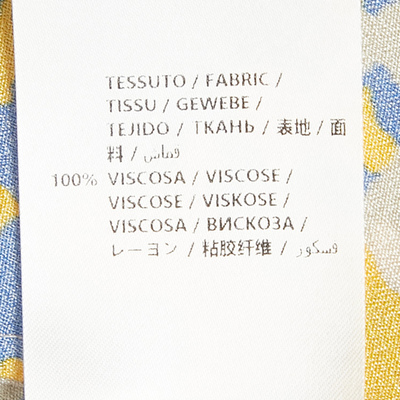 TESSUTO / FABRIC /
TISSU / GEWEBE /
TEJIDO / ТКАНЬ / 表地 / 面
料 / قماش
100% VISCOSA / VISCOSE /
VISCOSE / VISKOSE /
VISCOSA / ВИСКОЗА /
レーヨン / 粘胶纤维 / فسكوز